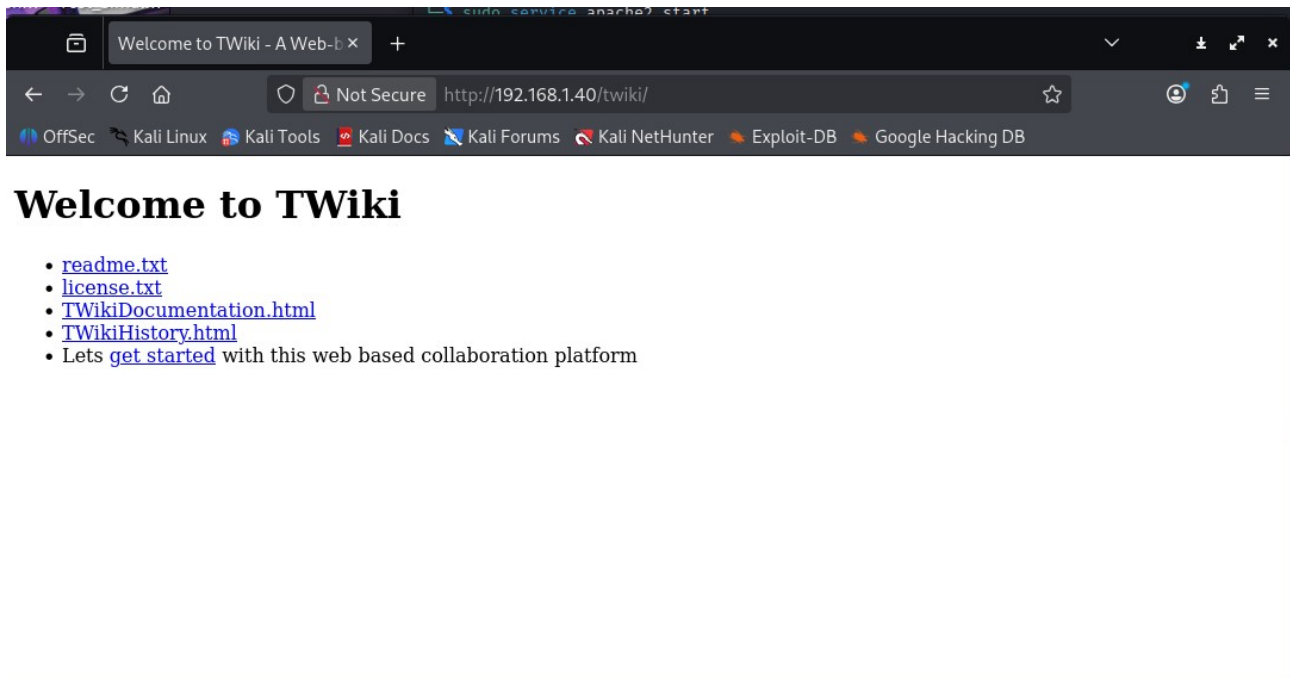 sudo service apache2 start
Welcome to TWiki - A Web-b
Not Secure http://192.168.1.40/twiki/
OffSec Kali Linux Kali Tools Kali Docs Kali Forums Kali NetHunter Exploit-DB Google Hacking DB
Welcome to TWiki
• readme.txt
• license.txt
• TWikiDocumentation.html
• TWikiHistory.html
• Lets get started with this web based collaboration platform